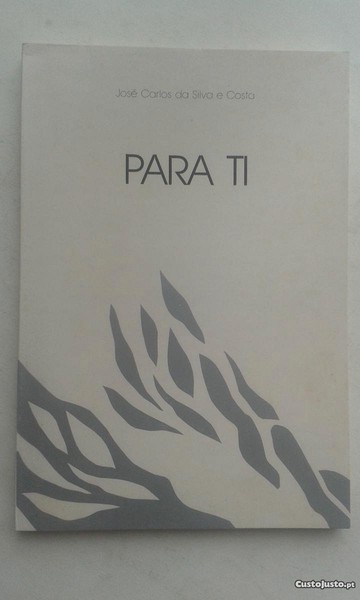 José Carlos da Silva e Costa
PARA TI
CustoJusto.pt